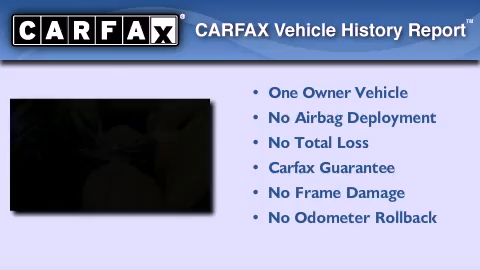 CARFAX®
CARFAX Vehicle History Report™
• One Owner Vehicle
• No Airbag Deployment
• No Total Loss
• Carfax Guarantee
• No Frame Damage
• No Odometer Rollback